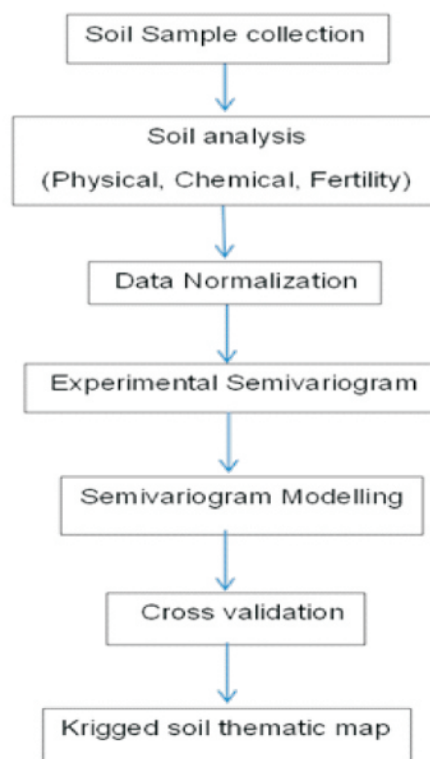 Soil Sample collection
Soil analysis
(Physical, Chemical, Fertility)
Data Normalization
Experimental Semivariogram
Semivariogram Modelling
Cross validation
Krigged soil thematic map